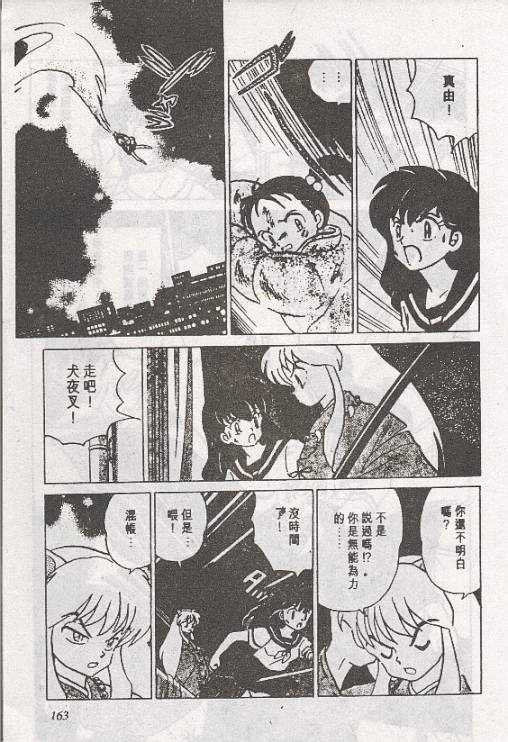 真由！
……
走吧！
犬夜叉！
你還不明白
嗎？
不是
說過嗎!?
你是無能為力
的……
沒時間
了！
但是…
喂！
混帳…
163